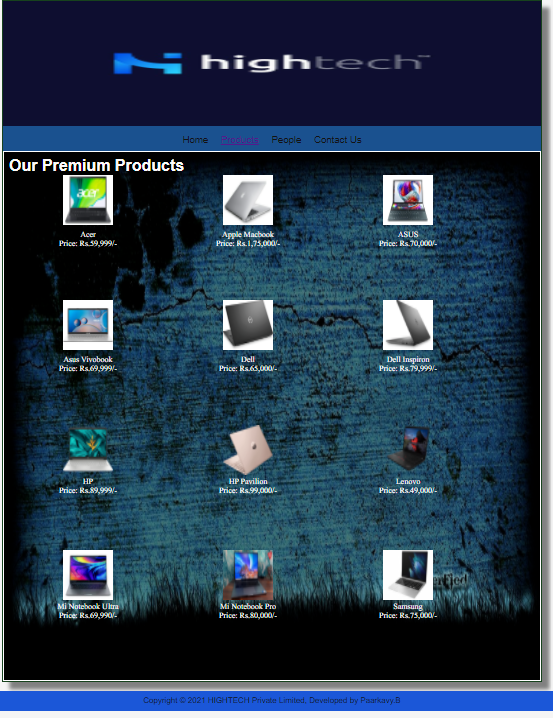 hightech™
Home Products People Contact Us
Our Premium Products
acer
Acer
Price: Rs.59,999/-
Apple Macbook
Price: Rs.1,75,000/-
ASUS
Price: Rs.70,000/-
Asus Vivobook
Price: Rs.69,999/-
Dell
Price: Rs.65,000/-
Dell Inspiron
Price: Rs.79,999/-
HP
Price: Rs.89,999/-
HP Pavilion
Price: Rs.99,000/-
Lenovo
Price: Rs.49,000/-
Mi Notebook Ultra
Price: Rs.69,990/-
Mi Notebook Pro
Price: Rs.80,000/-
Samsung
Price: Rs.75,000/-
Copyright © 2021 HIGHTECH Private Limited, Developed by Paarkavy.B